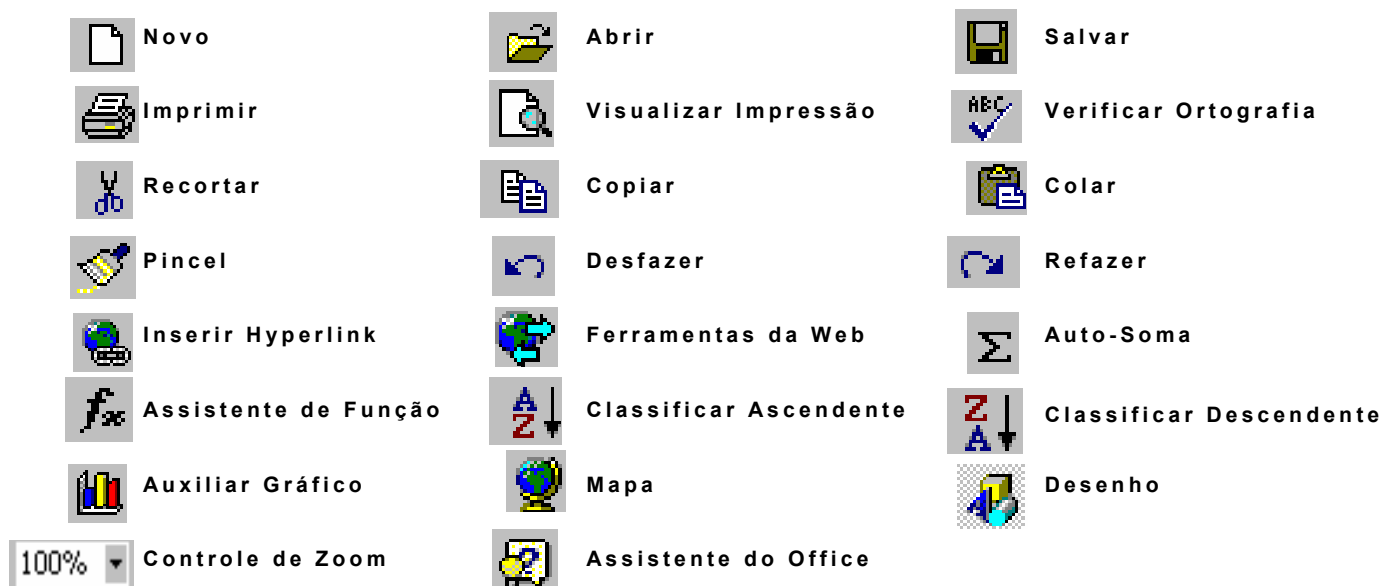 Novo Abrir Salvar
Imprimir Visualizar Impressão ABC Verificar Ortografia
Recortar Copiar Colar
Pincel Desfazer Refazer
Inserir Hyperlink Ferramentas da Web Σ Auto-Soma
fx Assistente de Função A Z Classificar Ascendente Z A Classificar Descendente
Auxiliar Gráfico Mapa Desenho
100% Controle de Zoom ? Assistente do Office